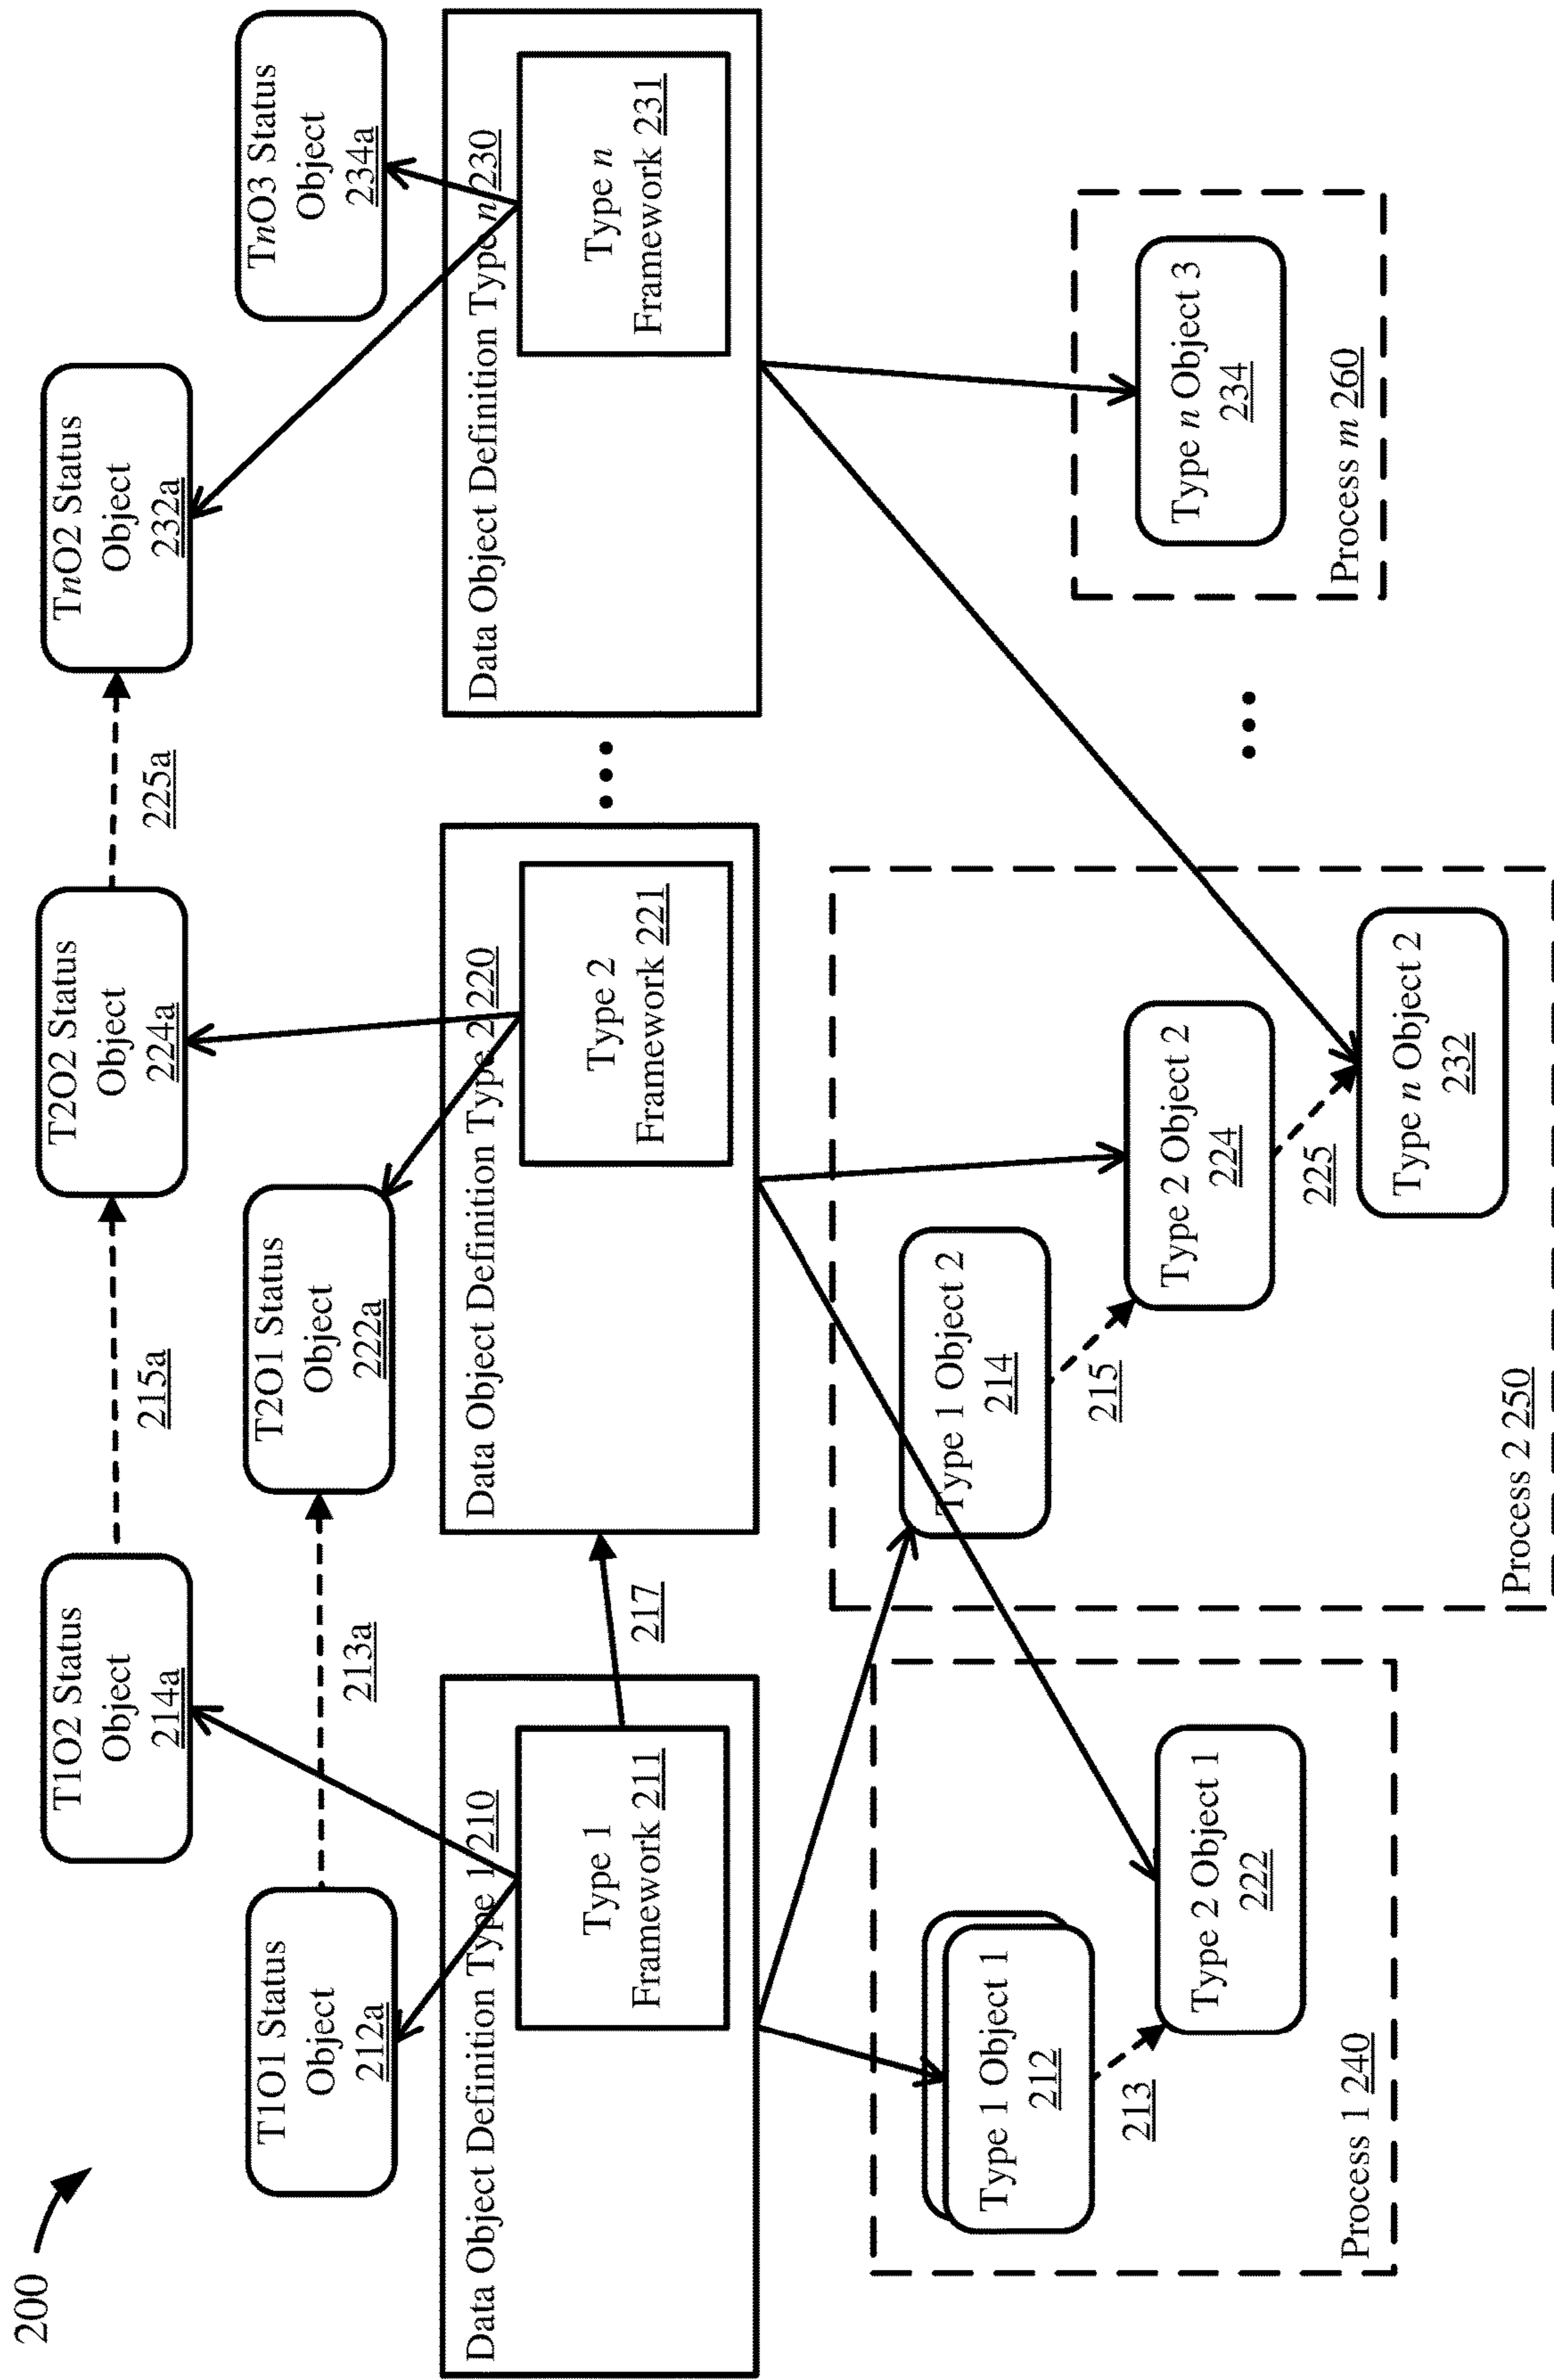 200
T1O2 Status
Object
214a
215a
T2O2 Status
Object
224a
225a
TnO2 Status
Object
232a
T1O1 Status
Object
212a
213a
T2O1 Status
Object
222a
TnO3 Status
Object
234a
Data Object Definition Type 1 210
Type 1
Framework 211
217
Data Object Definition Type 2 220
Type 2
Framework 221
...
Data Object Definition Type n 230
Type n
Framework 231
Type 1 Object 1
212
213
Type 2 Object 1
222
Process 1 240
Type 1 Object 2
214
215
Type 2 Object 2
224
225
Type n Object 2
232
Process 2 250
...
Type n Object 3
234
Process m 260